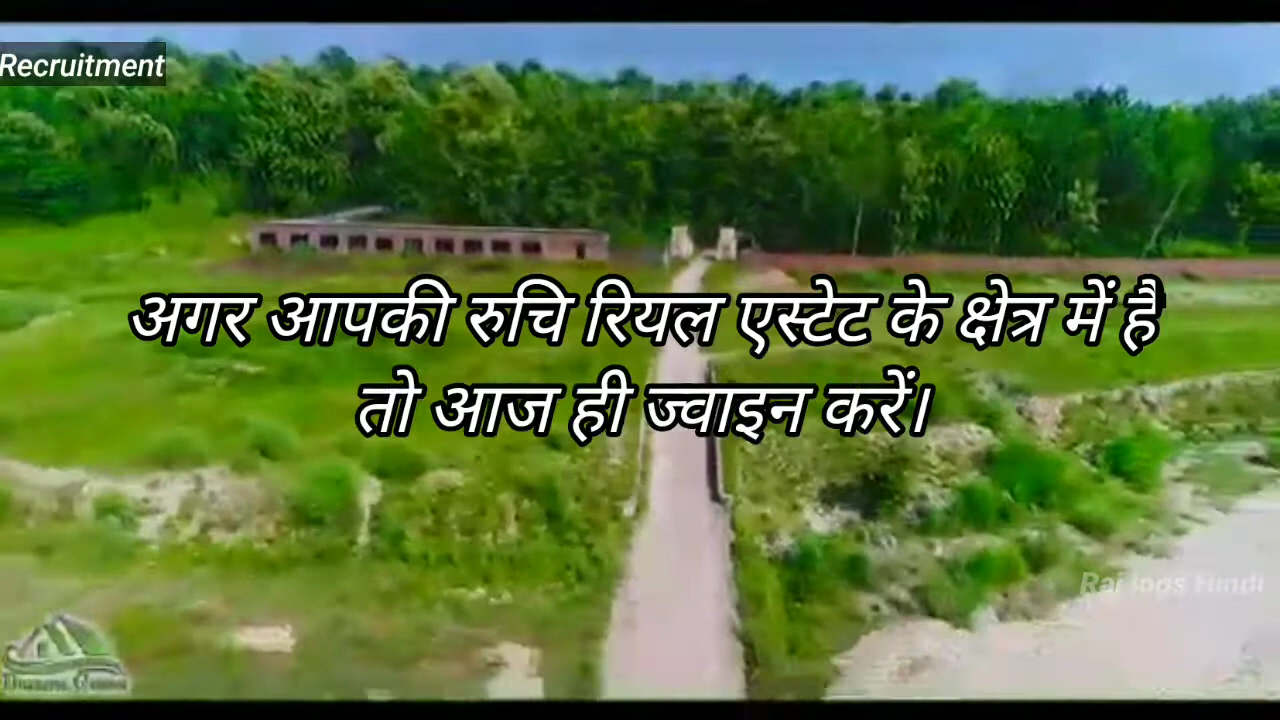 Recruitment
अगर आपकी रुचि रियल एस्टेट के क्षेत्र में है
तो आज ही ज्वाइन करें।